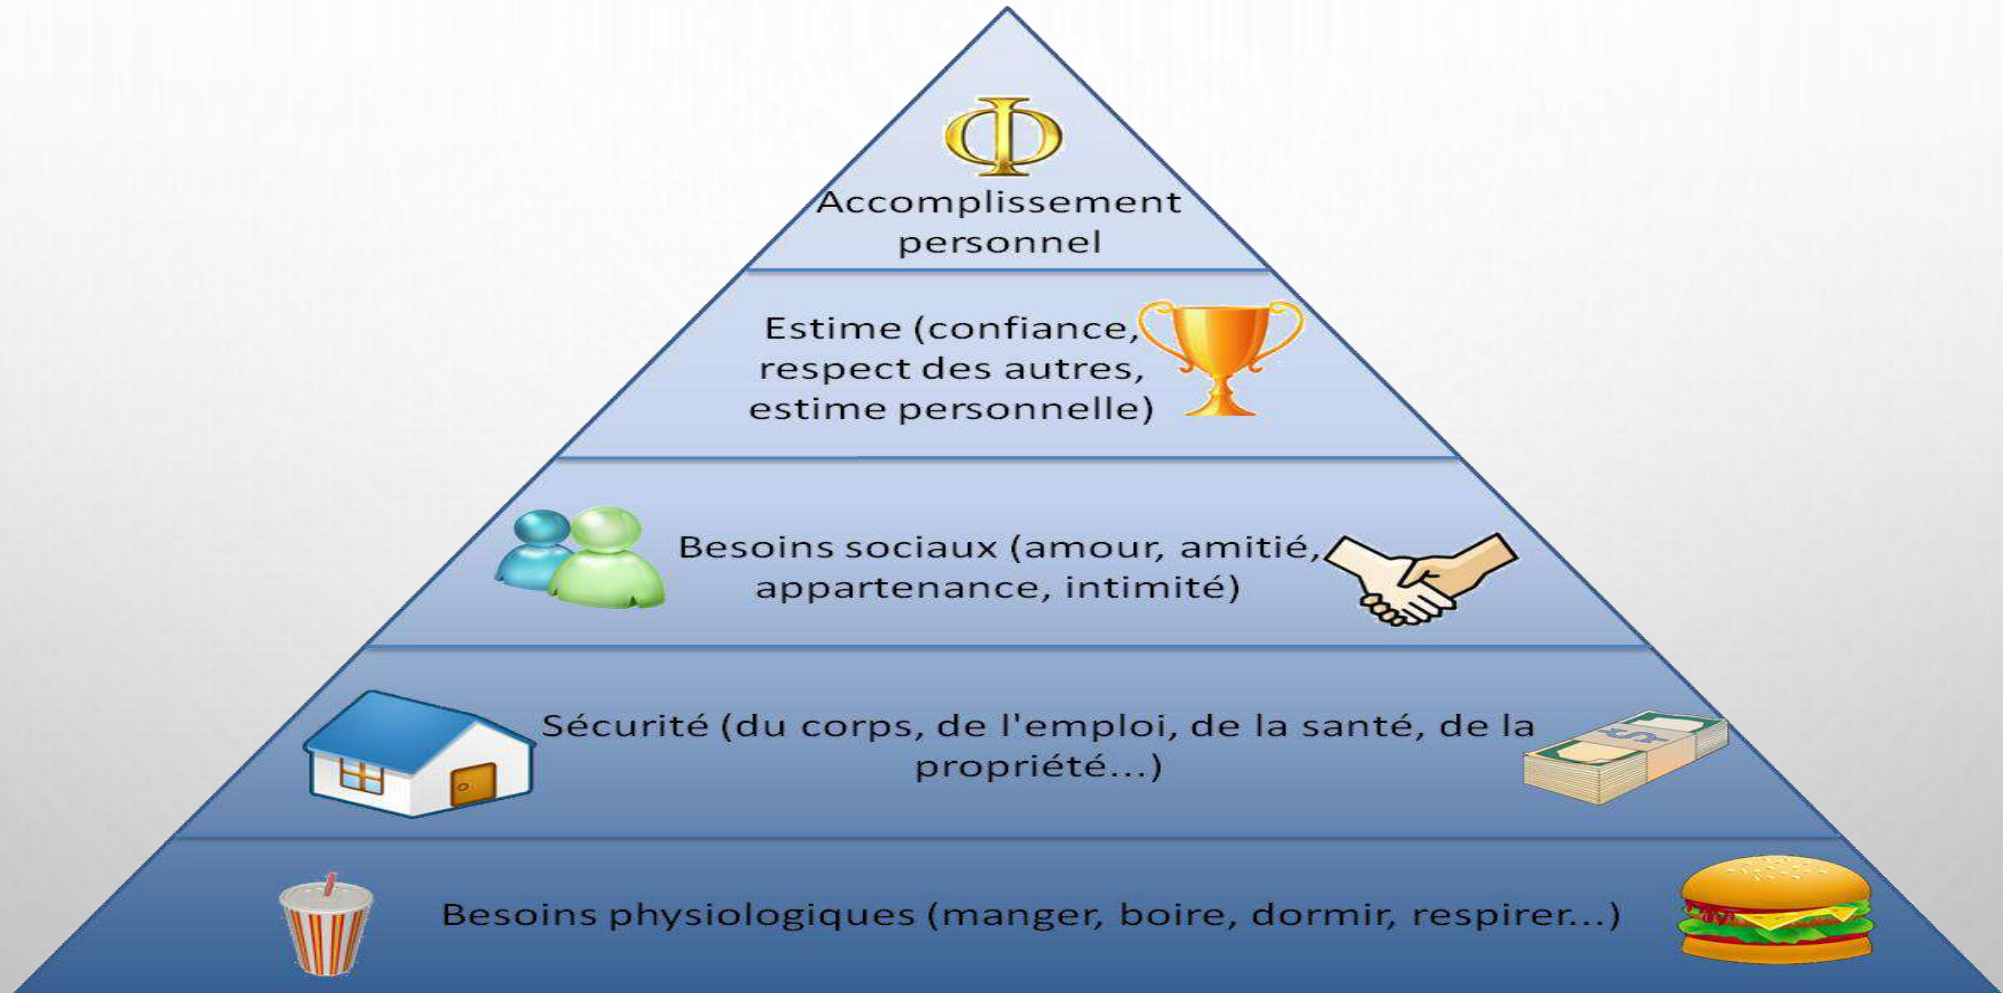 Φ
Accomplissement
personnel
Estime (confiance,
respect des autres,
estime personnelle)
Besoins sociaux (amour, amitié,
appartenance, intimité)
Sécurité (du corps, de l'emploi, de la santé, de la
propriété...)
$
Besoins physiologiques (manger, boire, dormir, respirer...)